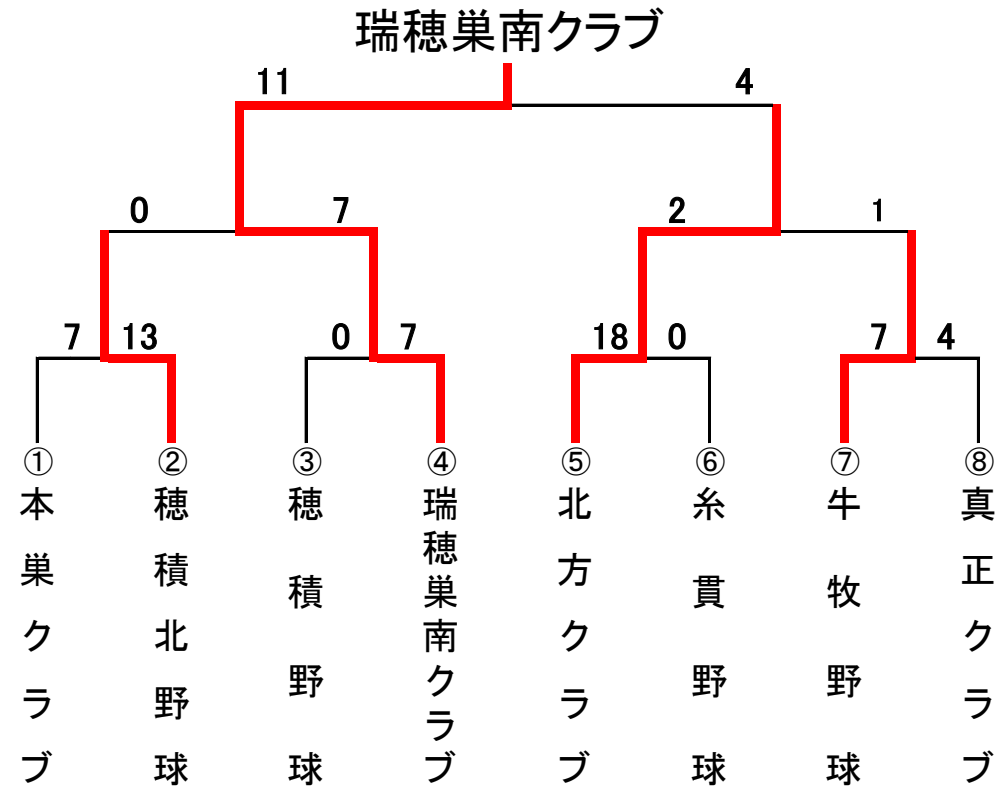 瑞穂巣南クラブ
11 4
0 7 2 1
7 13 0 7 18 0 7 4
① ② ③ ④ ⑤ ⑥ ⑦ ⑧
本巣クラブ
穂積北野球
穂積野球
瑞穂巣南クラブ
北方クラブ
糸貫野球
牛牧野球
真正クラブ